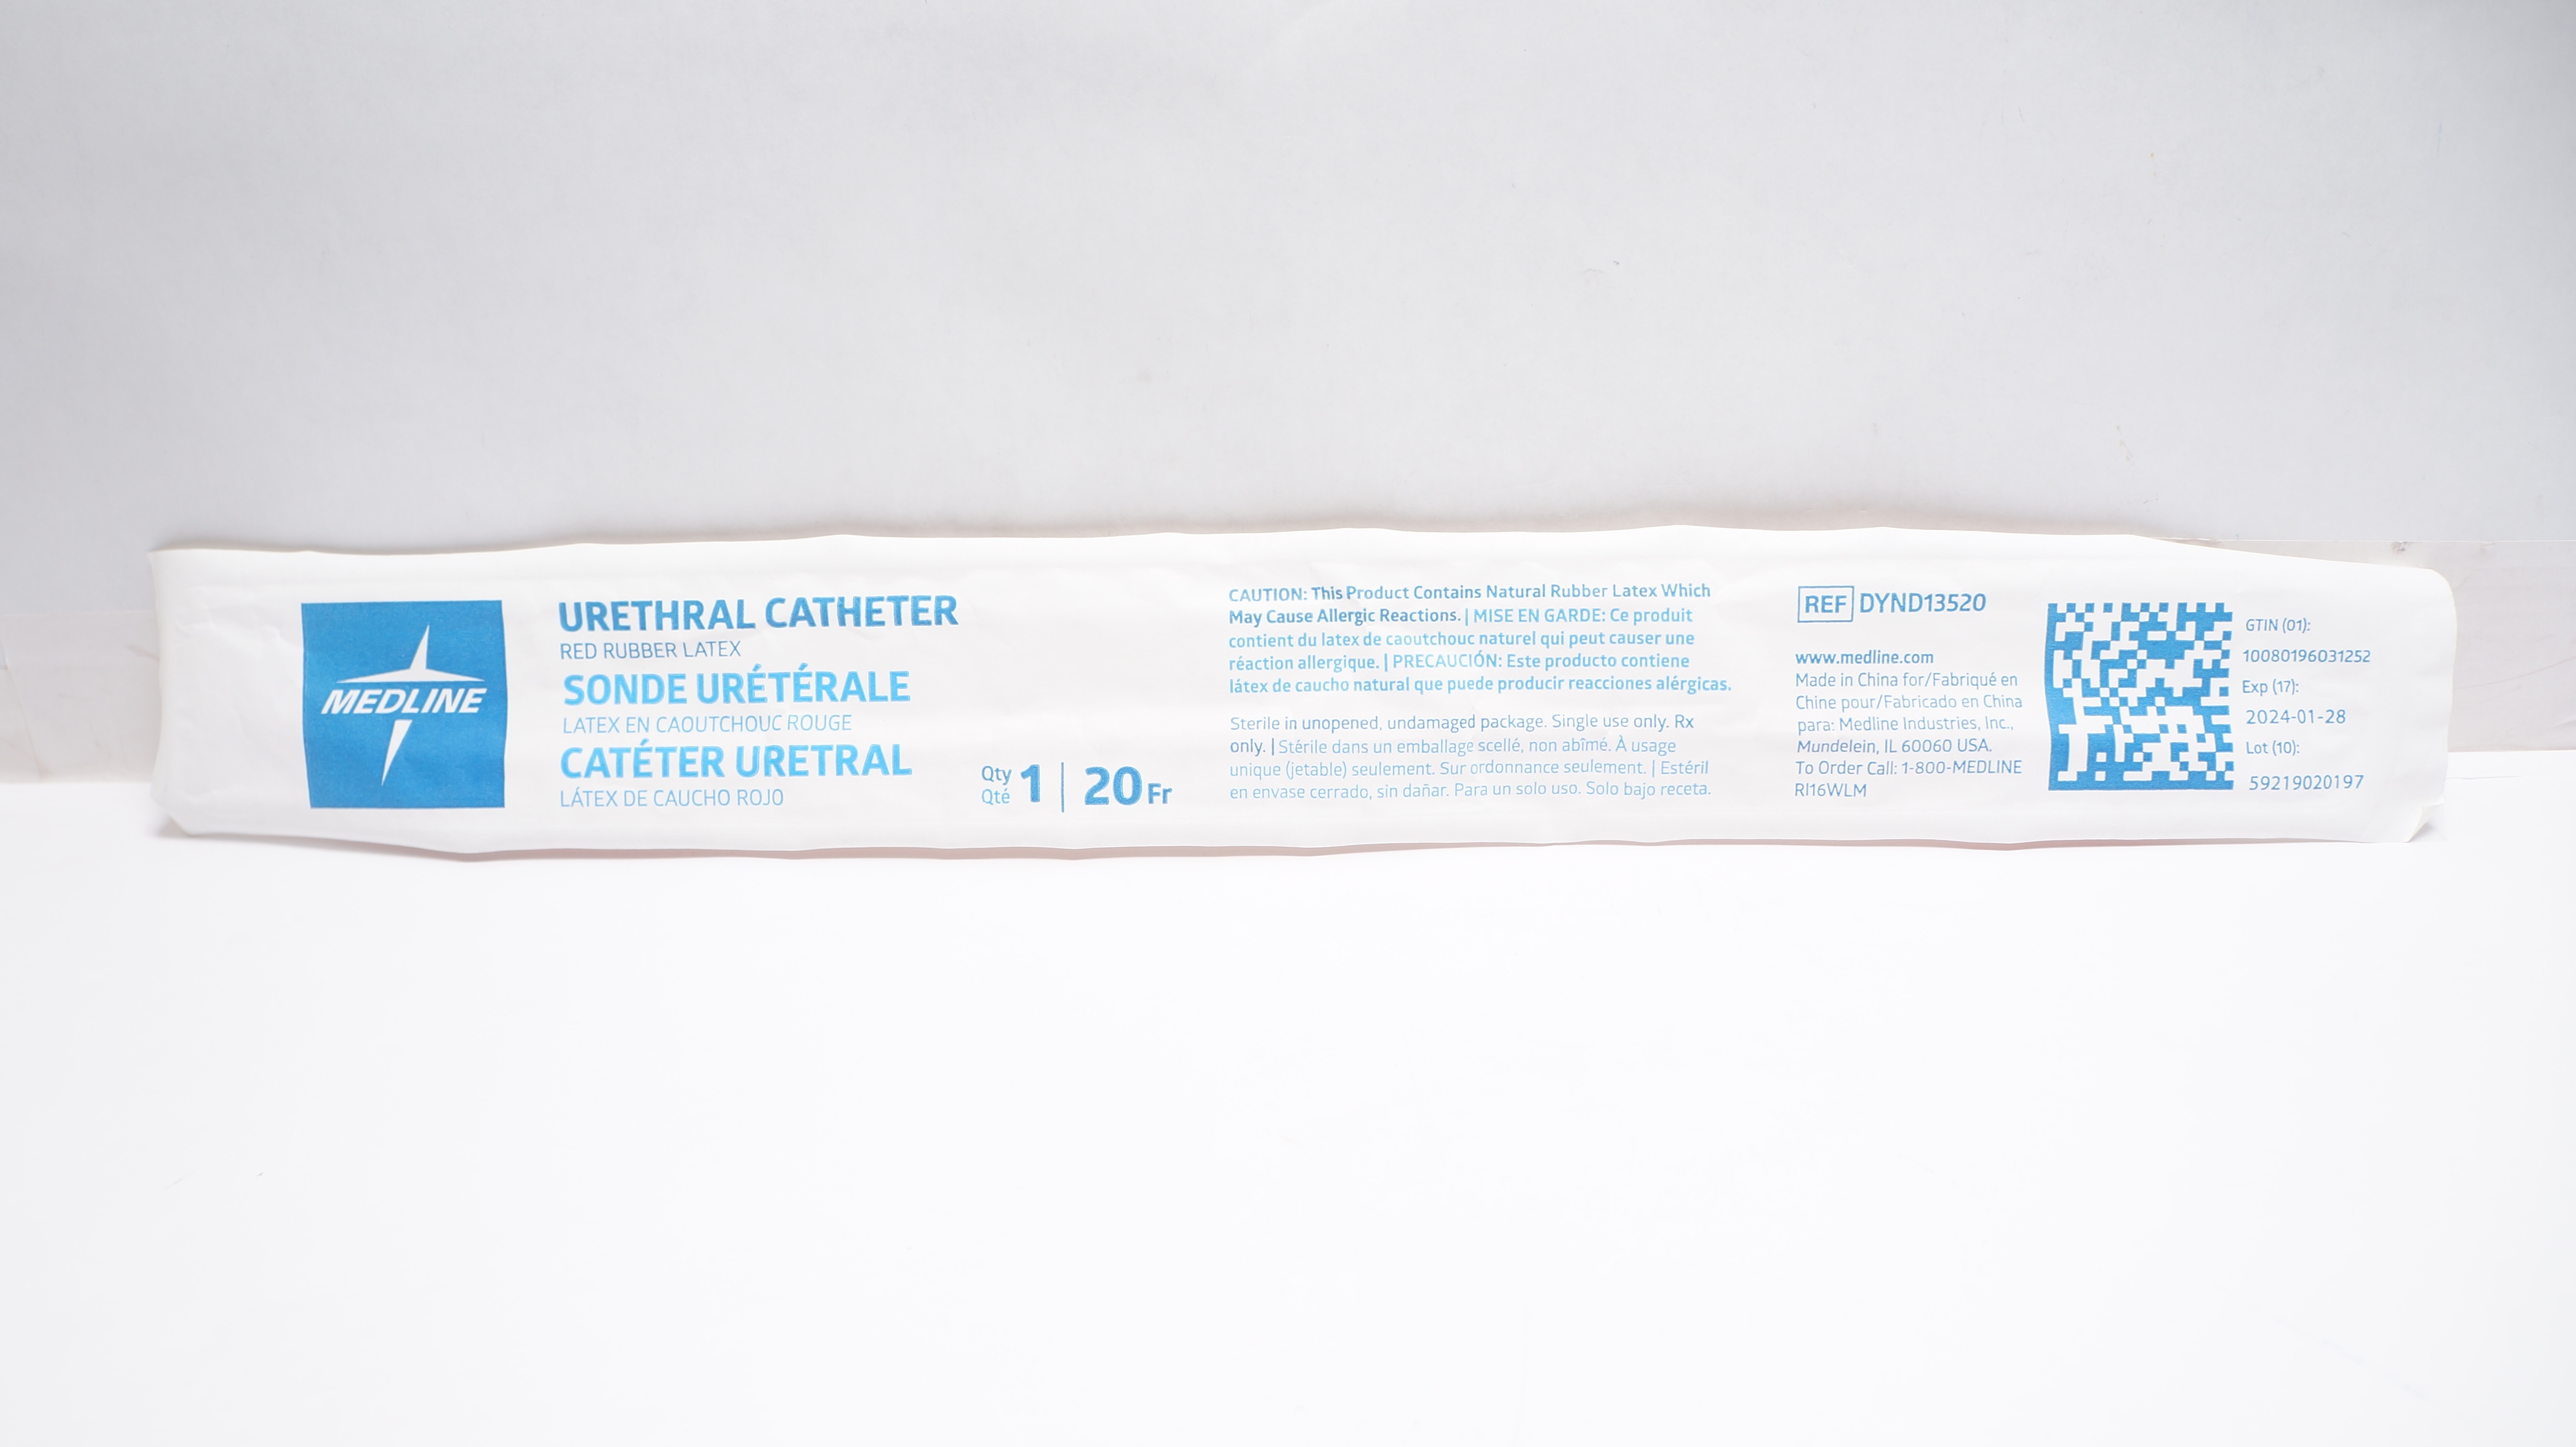 MEDLINE
URETHRAL CATHETER
RED RUBBER LATEX
SONDE URÉTÉRALE
LATEX EN CAOUTCHOUC ROUGE
CATÉTER URETRAL
LÁTEX DE CAUCHO ROJO
Qty
Qté
1 | 20 Fr
CAUTION: This Product Contains Natural Rubber Latex Which
May Cause Allergic Reactions. | MISE EN GARDE: Ce produit
contient du latex de caoutchouc naturel qui peut causer une
réaction allergique. | PRECAUCIÓN: Este producto contiene
látex de caucho natural que puede producir reacciones alérgicas.
Sterile in unopened, undamaged package. Single use only. Rx
only. | Stérile dans un emballage scellé, non abîmé. À usage
unique (jetable) seulement. Sur ordonnance seulement. | Estéril
en envase cerrado, sin dañar. Para un solo uso. Solo bajo receta.
REF DYND13520
www.medline.com
Made in China for/Fabriqué en
Chine pour/Fabricado en China
para: Medline Industries, Inc.,
Mundelein, IL 60060 USA.
To Order Call: 1-800-MEDLINE
RI16WLM
GTIN (01):
10080196031252
Exp (17):
2024-01-28
Lot (10):
59219020197